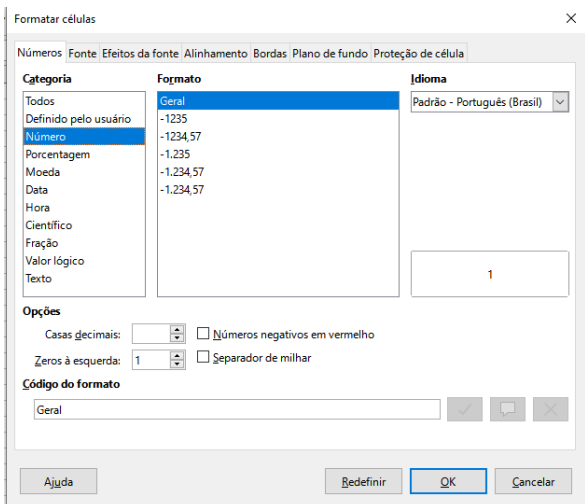 Formatar células
Números Fonte Efeitos da fonte Alinhamento Bordas Plano de fundo Proteção de célula
Categoria
Todos
Definido pelo usuário
Número
Porcentagem
Moeda
Data
Hora
Científico
Fração
Valor lógico
Texto
Formato
Geral
-1235
-1234,57
-1.235
-1.234,57
-1.234,57
Idioma
Padrão - Português (Brasil)
1
Opções
Casas decimais:
Números negativos em vermelho
Zeros à esquerda: 1
Separador de milhar
Código do formato
Geral
Ajuda Redefinir OK Cancelar